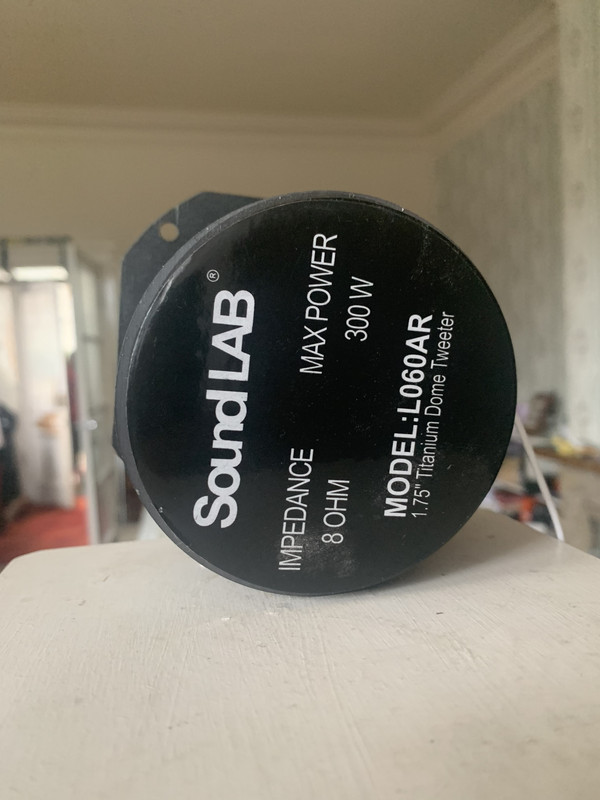 Sound LAB®
IMPEDANCE MAX POWER
8 OHM 300 W
MODEL:L060AR
1.75" Titanium Dome Tweeter